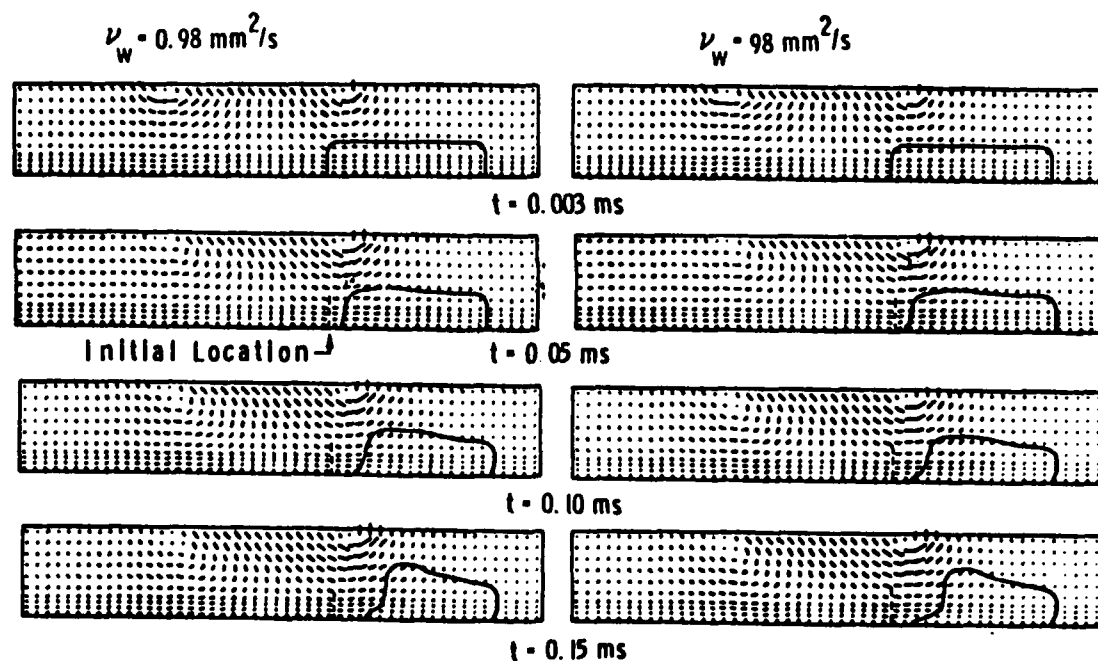 ν_w = 0.98 mm²/s
ν_w = 98 mm²/s
t = 0.003 ms
Initial Location
t = 0.05 ms
t = 0.10 ms
t = 0.15 ms